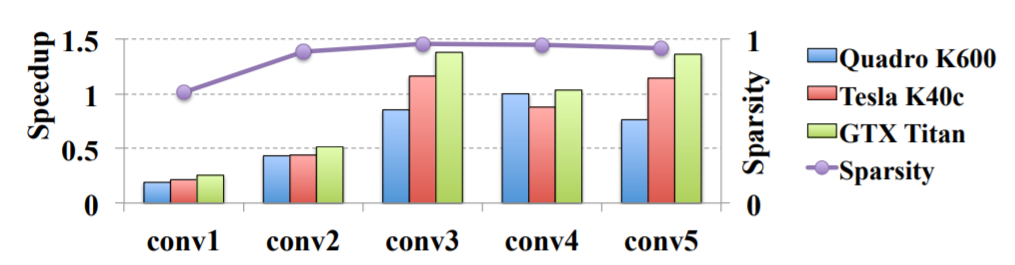 Speedup
1.5
1
0.5
0
conv1 conv2 conv3 conv4 conv5
1
0
Sparsity
Quadro K600
Tesla K40c
GTX Titan
Sparsity